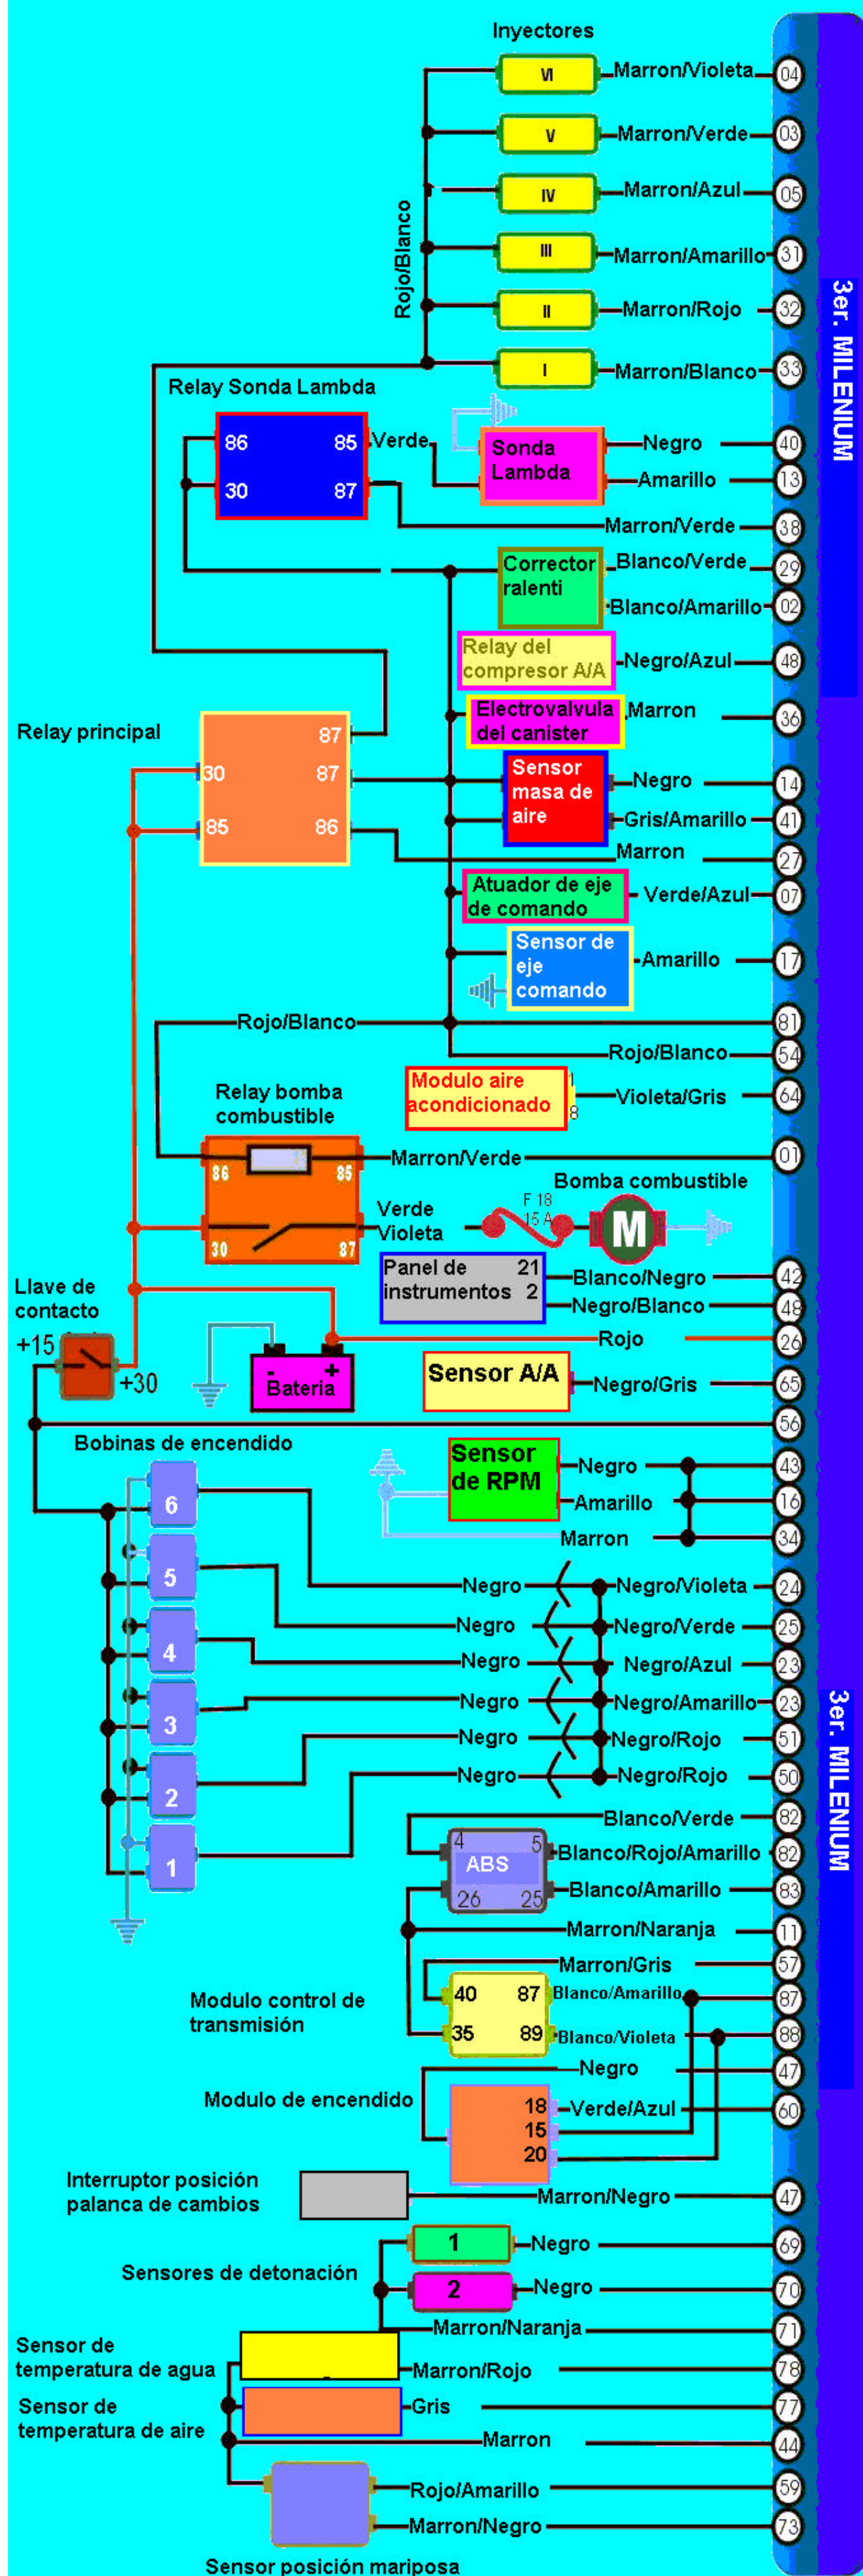 Inyectores
VI Marron/Violeta 04
V Marron/Verde 03
IV Marron/Azul 05
III Marron/Amarillo 31
II Marron/Rojo 32
I Marron/Blanco 33
Rojo/Blanco
3er. MILENIUM
Relay Sonda Lambda
86 85 Verde
30 87
Sonda Lambda
Negro 40
Amarillo 13
Marron/Verde 38
Corrector ralenti
Blanco/Verde 29
Blanco/Amarillo 02
Relay del compresor A/A
Negro/Azul 48
Relay principal
87
30 87
85 86
Electrovalvula del canister
Marron 36
Sensor masa de aire
Negro 14
Gris/Amarillo 41
Marron 27
Atuador de eje de comando
Verde/Azul 07
Sensor de eje comando
Amarillo 17
Rojo/Blanco 81
Rojo/Blanco 54
Modulo aire acondicionado
1
8
Violeta/Gris 64
Relay bomba combustible
86 85
30 87
Marron/Verde 01
Verde Violeta
F 18
15 A
Bomba combustible
M
Panel de instrumentos
21 Blanco/Negro 42
2 Negro/Blanco 48
Llave de contacto
+15
+30
Rojo 26
- +
Bateria
Sensor A/A
Negro/Gris 65
56
Bobinas de encendido
6
5
4
3
2
1
Sensor de RPM
Negro 43
Amarillo 16
Marron 34
Negro Negro/Violeta 24
Negro Negro/Verde 25
Negro Negro/Azul 23
Negro Negro/Amarillo 23
Negro Negro/Rojo 51
Negro Negro/Rojo 50
3er. MILENIUM
Blanco/Verde 82
4 5
ABS
26 25
Blanco/Rojo/Amarillo 82
Blanco/Amarillo 83
Marron/Naranja 11
Marron/Gris 57
Modulo control de transmisión
40 87 Blanco/Amarillo 87
35 89 Blanco/Violeta 88
Negro 47
Modulo de encendido
18 Verde/Azul 60
15
20
Interruptor posición palanca de cambios
Marron/Negro 47
Sensores de detonación
1 Negro 69
2 Negro 70
Marron/Naranja 71
Sensor de temperatura de agua
Marron/Rojo 78
Sensor de temperatura de aire
Gris 77
Marron 44
Rojo/Amarillo 59
Marron/Negro 73
Sensor posición mariposa